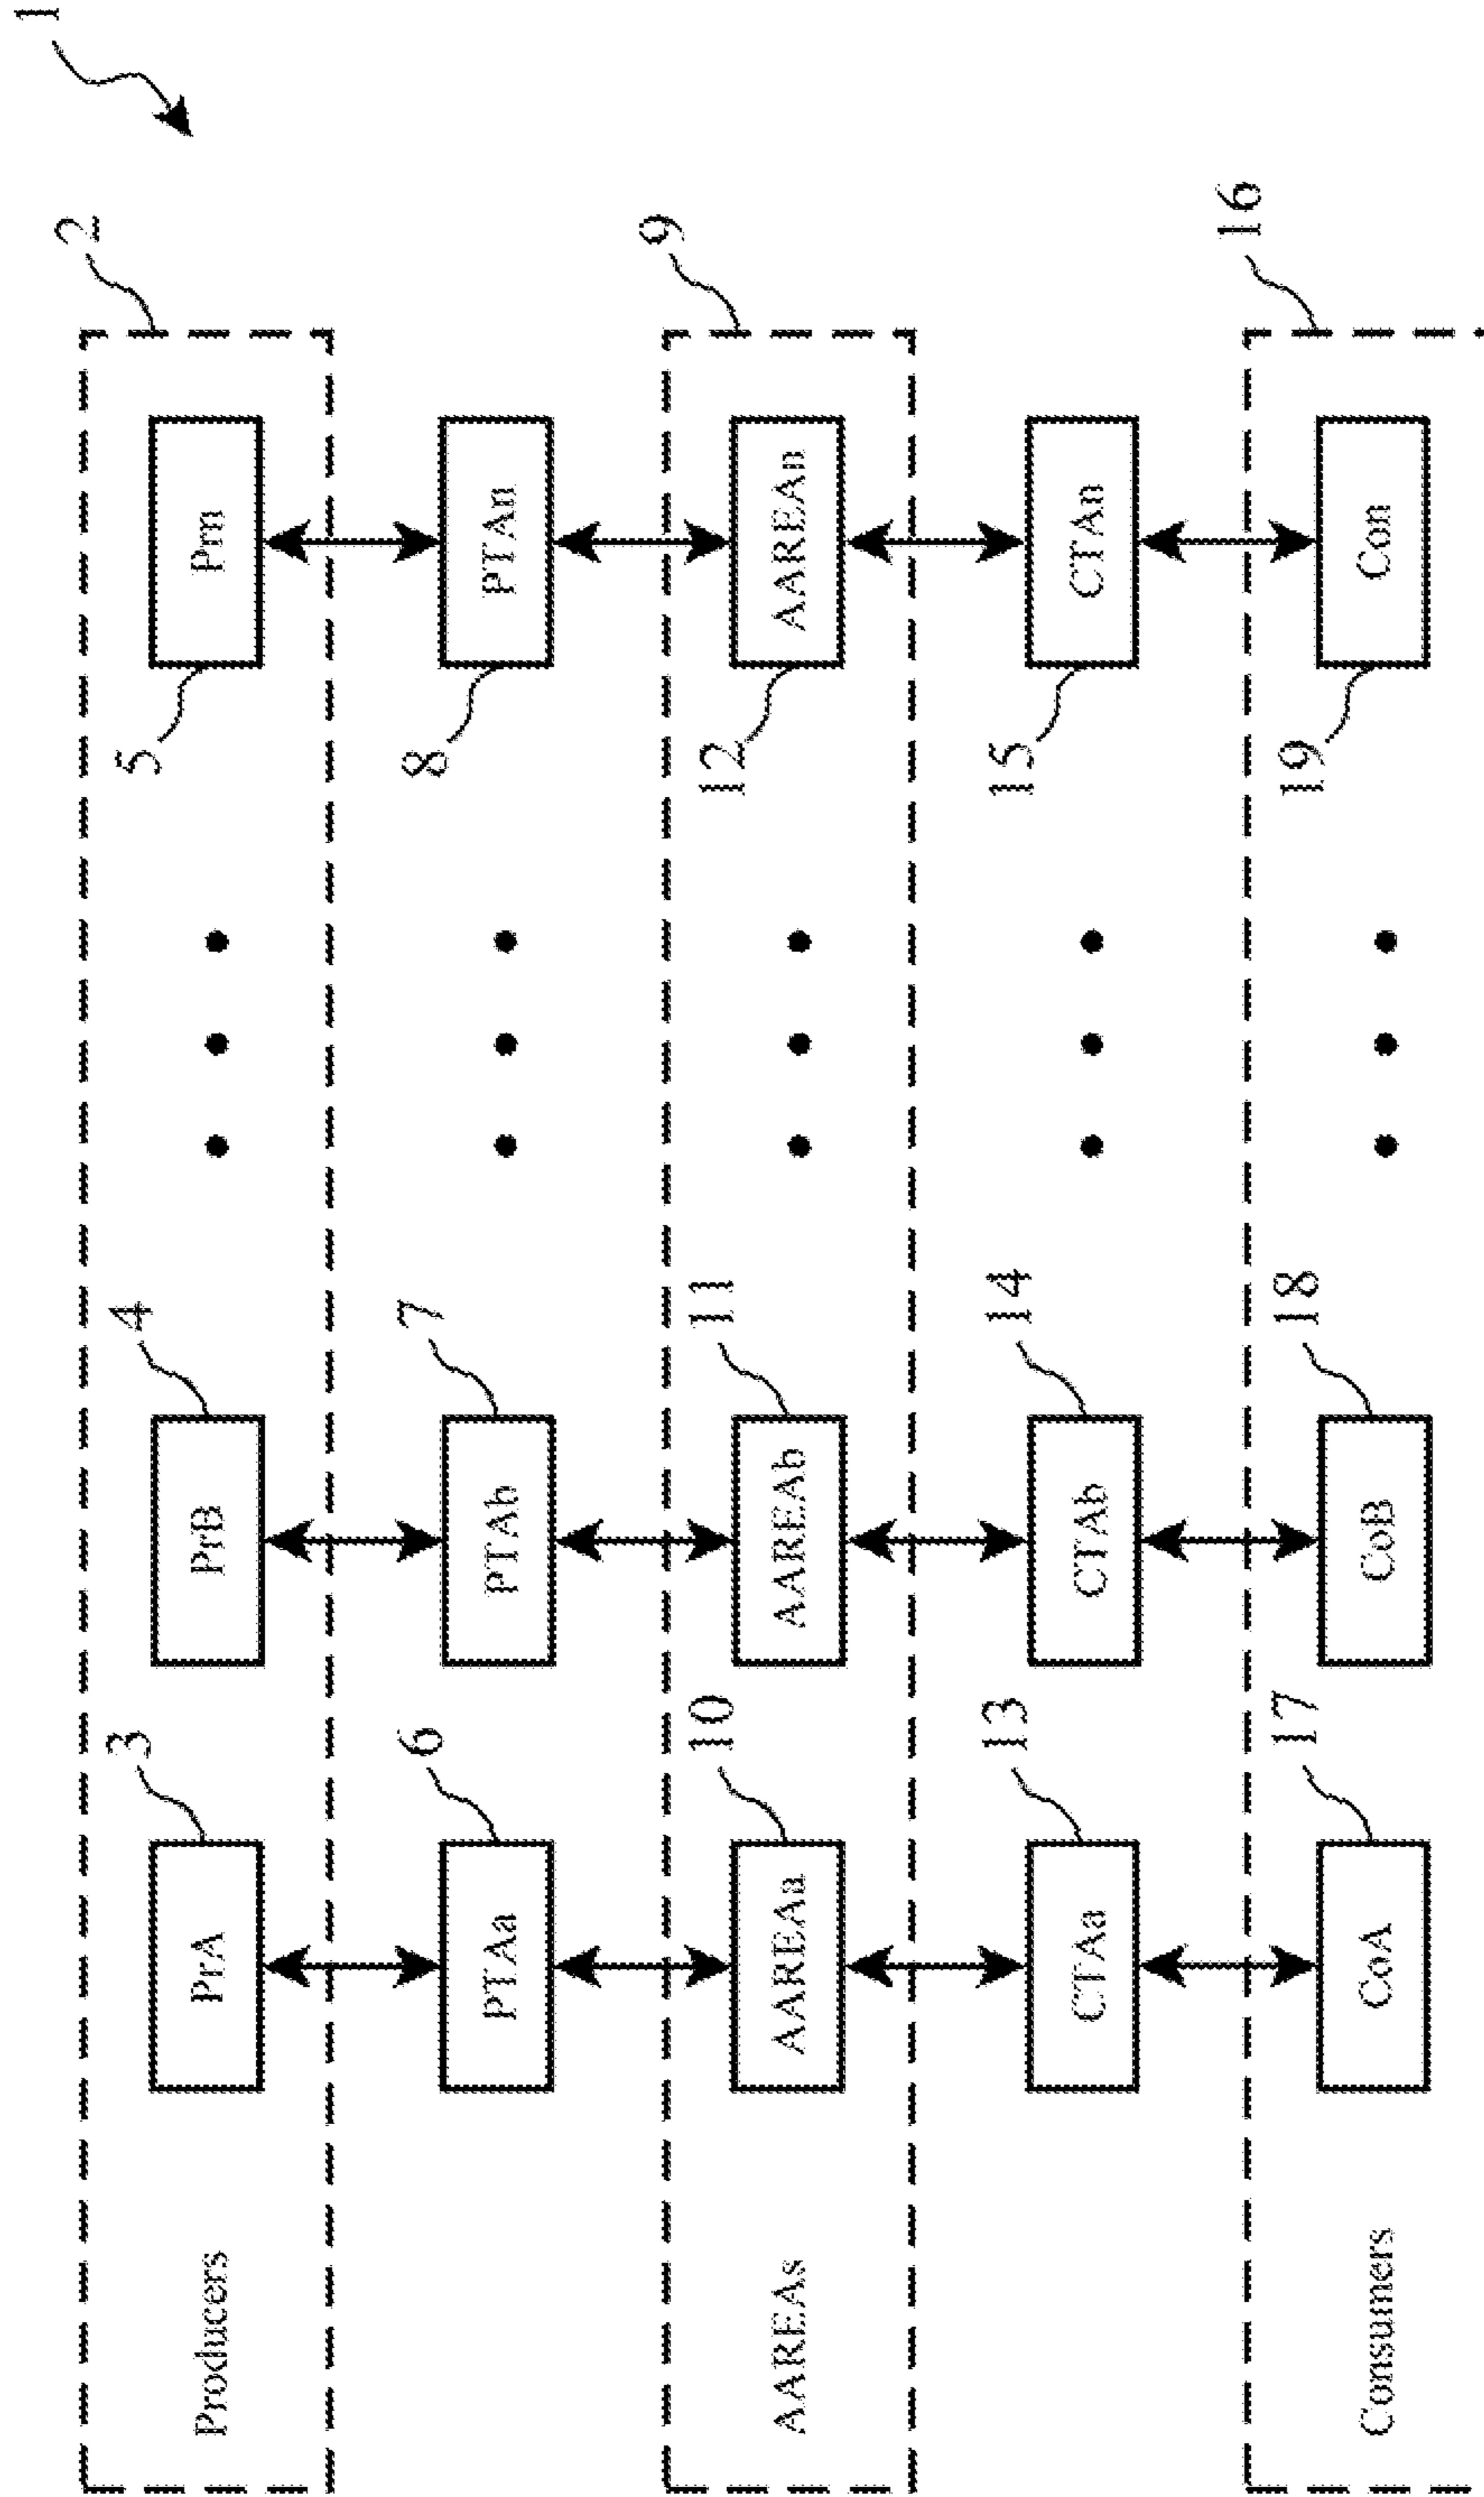 1
2
Producers
3
PrA
4
PrB
5
Prn
6
PTAa
7
PTAb
8
PTAn
9
AAREAs
10
AAREAa
11
AAREAb
12
AAREAn
13
CTAa
14
CTAb
15
CTAn
16
Consumers
17
CoA
18
CoB
19
Con